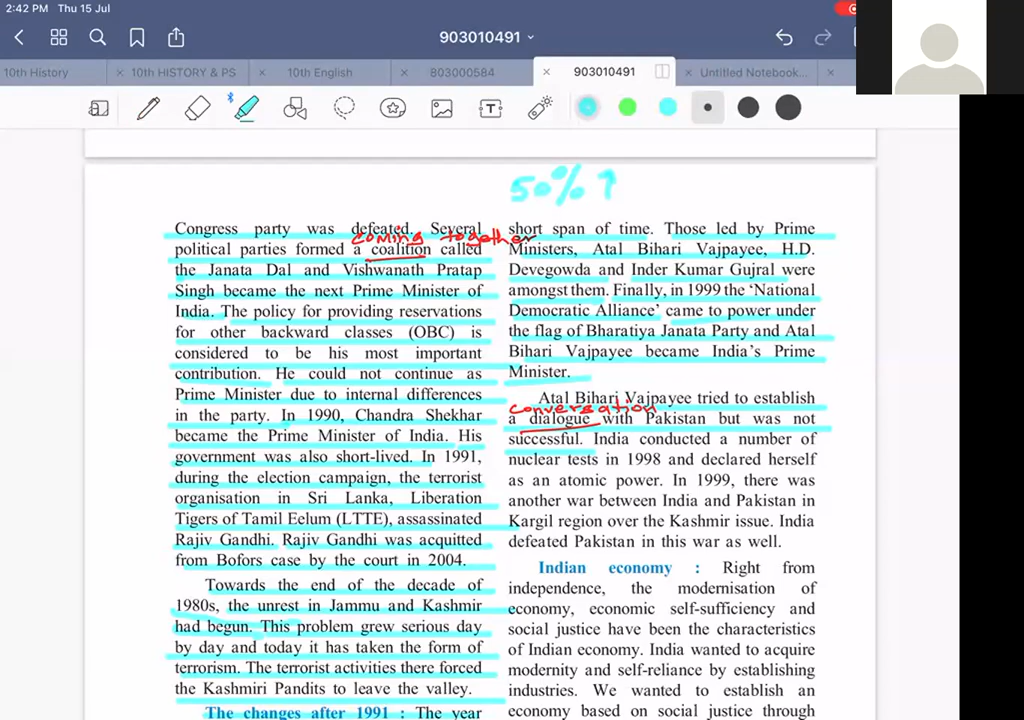 2:42 PM Thu 15 Jul
903010491
10th History
10th HISTORY & PS
10th English
803000584
903010491
Untitled Notebook...
50% ↑
Congress party was defeated. Several
coming together
political parties formed a coalition called
the Janata Dal and Vishwanath Pratap
Singh became the next Prime Minister of
India. The policy for providing reservations
for other backward classes (OBC) is
considered to be his most important
contribution. He could not continue as
Prime Minister due to internal differences
in the party. In 1990, Chandra Shekhar
became the Prime Minister of India. His
government was also short-lived. In 1991,
during the election campaign, the terrorist
organisation in Sri Lanka, Liberation
Tigers of Tamil Eelum (LTTE), assassinated
Rajiv Gandhi. Rajiv Gandhi was acquitted
from Bofors case by the court in 2004.
Towards the end of the decade of
1980s, the unrest in Jammu and Kashmir
had begun. This problem grew serious day
by day and today it has taken the form of
terrorism. The terrorist activities there forced
the Kashmiri Pandits to leave the valley.
The changes after 1991 : The year
short span of time. Those led by Prime
Ministers, Atal Bihari Vajpayee, H.D.
Devegowda and Inder Kumar Gujral were
amongst them. Finally, in 1999 the ‘National
Democratic Alliance’ came to power under
the flag of Bharatiya Janata Party and Atal
Bihari Vajpayee became India’s Prime
Minister.
Atal Bihari Vajpayee tried to establish
conversation
a dialogue with Pakistan but was not
successful. India conducted a number of
nuclear tests in 1998 and declared herself
as an atomic power. In 1999, there was
another war between India and Pakistan in
Kargil region over the Kashmir issue. India
defeated Pakistan in this war as well.
Indian economy : Right from
independence, the modernisation of
economy, economic self-sufficiency and
social justice have been the characteristics
of Indian economy. India wanted to acquire
modernity and self-reliance by establishing
industries. We wanted to establish an
economy based on social justice through